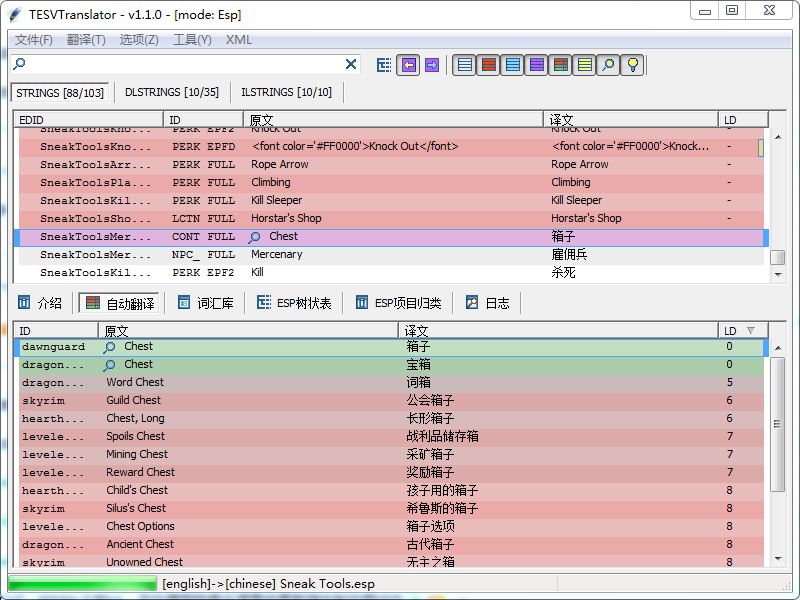 TESVTranslator - v1.1.0 - [mode: Esp]
文件(F) 翻译(T) 选项(Z) 工具(Y) XML
STRINGS [88/103] DLSTRINGS [10/35] ILSTRINGS [10/10]
EDID ID 原文 译文 LD
SneakToolsKno... PERK EPF2 Knock Out Knock Out -
SneakToolsKno... PERK EPFD <font color='#FF0000'>Knock Out</font> <font color='#FF0000'>Knock... -
SneakToolsArr... PERK FULL Rope Arrow Rope Arrow -
SneakToolsPla... PERK FULL Climbing Climbing -
SneakToolsKil... PERK FULL Kill Sleeper Kill Sleeper -
SneakToolsSho... LCTN FULL Horstar's Shop Horstar's Shop -
SneakToolsMer... CONT FULL Chest 箱子
SneakToolsMer... NPC_ FULL Mercenary 雇佣兵
SneakToolsKil... PERK EPF2 Kill 杀死
介绍 自动翻译 词汇库 ESP树状表 ESP项目归类 日志
ID 原文 译文 LD
dawnguard Chest 箱子 0
dragon... Chest 宝箱 0
dragon... Word Chest 词箱 5
skyrim Guild Chest 公会箱子 6
hearth... Chest, Long 长形箱子 6
levele... Spoils Chest 战利品储存箱 7
levele... Mining Chest 采矿箱子 7
levele... Reward Chest 奖励箱子 7
hearth... Child's Chest 孩子用的箱子 8
skyrim Silus's Chest 希鲁斯的箱子 8
levele... Chest Options 箱子选项 8
dragon... Ancient Chest 古代箱子 8
skyrim Unowned Chest 无主之箱 8
[english]->[chinese] Sneak Tools.esp